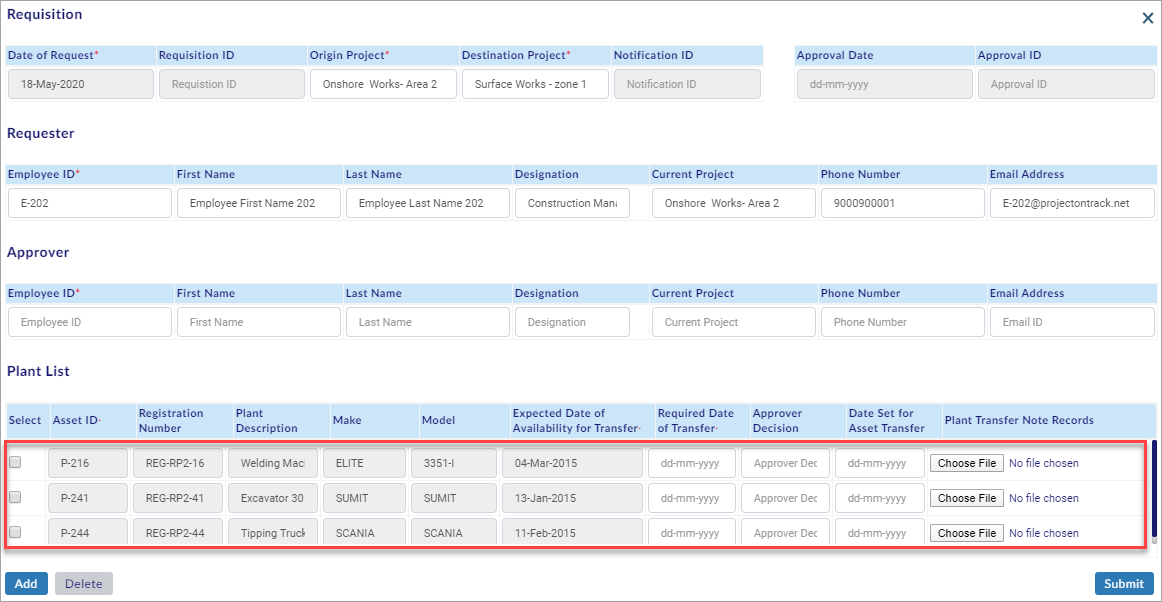 Requisition
Date of Request* Requisition ID Origin Project* Destination Project* Notification ID Approval Date Approval ID
18-May-2020 Requistion ID Onshore Works- Area 2 Surface Works - zone 1 Notification ID dd-mm-yyyy Approval ID
Requester
Employee ID* First Name Last Name Designation Current Project Phone Number Email Address
E-202 Employee First Name 202 Employee Last Name 202 Construction Mana Onshore Works- Area 2 9000900001 E-202@projectontrack.net
Approver
Employee ID* First Name Last Name Designation Current Project Phone Number Email Address
Employee ID First Name Last Name Designation Current Project Phone Number Email ID
Plant List
Select Asset ID* Registration Number Plant Description Make Model Expected Date of Availability for Transfer* Required Date of Transfer* Approver Decision Date Set for Asset Transfer Plant Transfer Note Records
P-216 REG-RP2-16 Welding Mac ELITE 3351-I 04-Mar-2015 dd-mm-yyyy Approver Dec dd-mm-yyyy Choose File No file chosen
P-241 REG-RP2-41 Excavator 30 SUMIT SUMIT 13-Jan-2015 dd-mm-yyyy Approver Dec dd-mm-yyyy Choose File No file chosen
P-244 REG-RP2-44 Tipping Truck SCANIA SCANIA 11-Feb-2015 dd-mm-yyyy Approver Dec dd-mm-yyyy Choose File No file chosen
Add Delete Submit